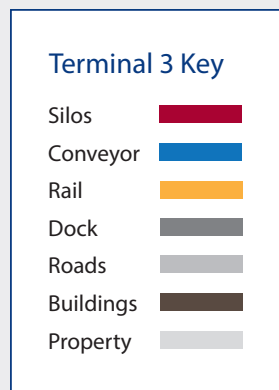 Terminal 3 Key
Silos
Conveyor
Rail
Dock
Roads
Buildings
Property